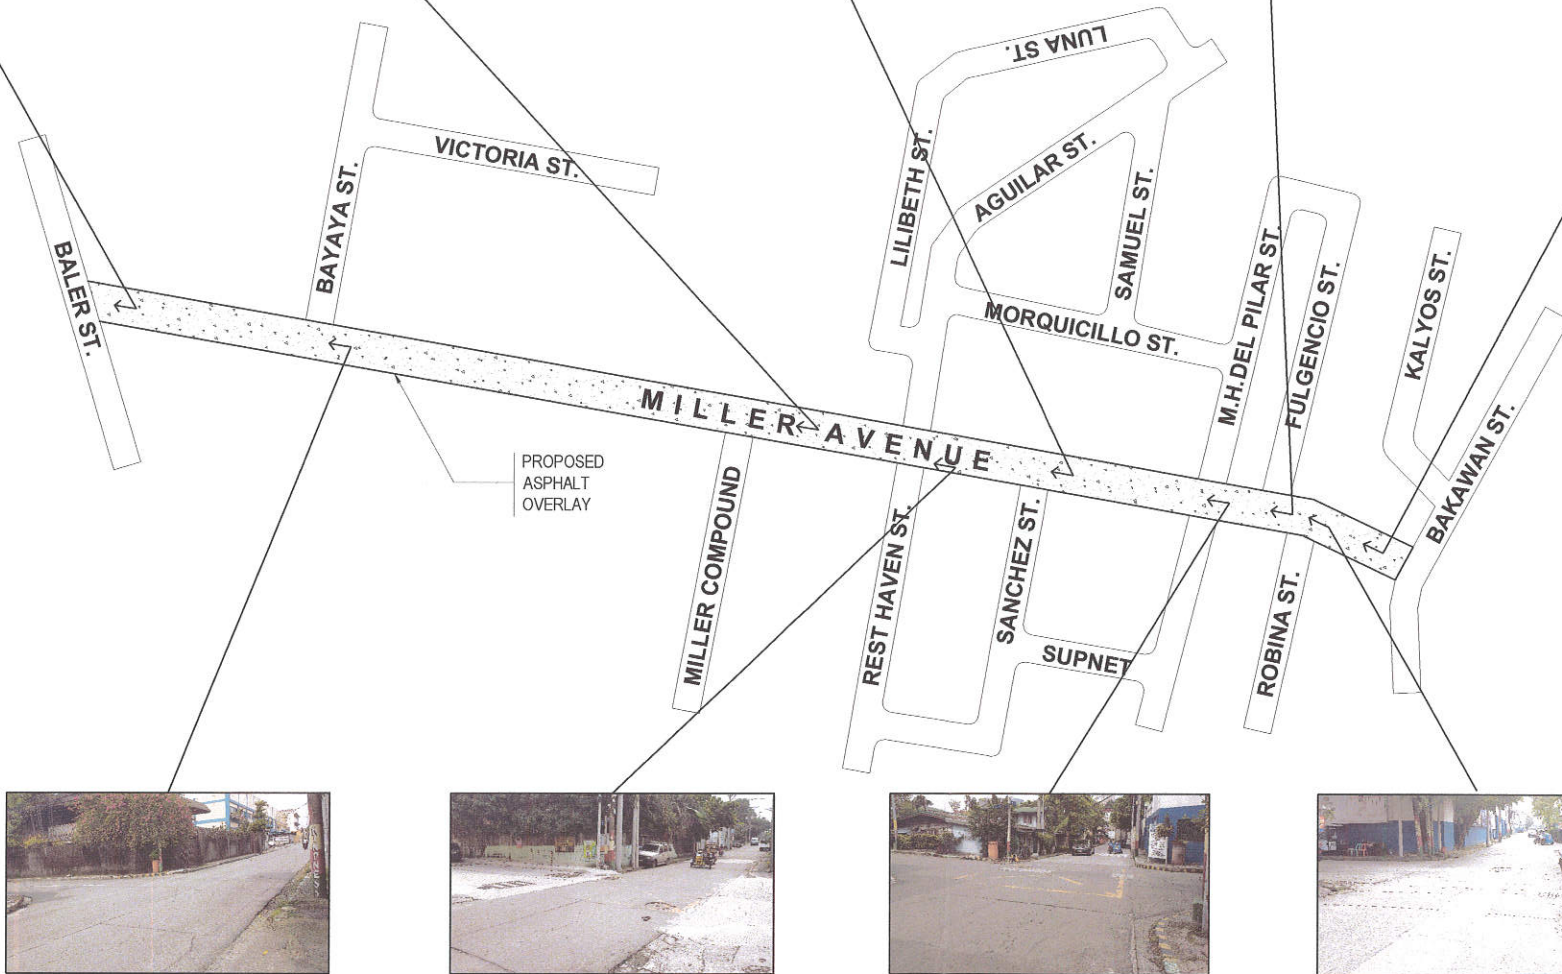 LUNA ST.
VICTORIA ST.
BAYAYA ST.
LILIBETH ST.
AGUILAR ST.
SAMUEL ST.
BALER ST.
MORQUICILLO ST.
M.H.DEL PILAR ST.
FULGENCIO ST.
KALYOS ST.
BAKAWAN ST.
MILLER AVENUE
PROPOSED
ASPHALT
OVERLAY
MILLER COMPOUND
REST HAVEN ST.
SANCHEZ ST.
SUPNET
ROBINA ST.